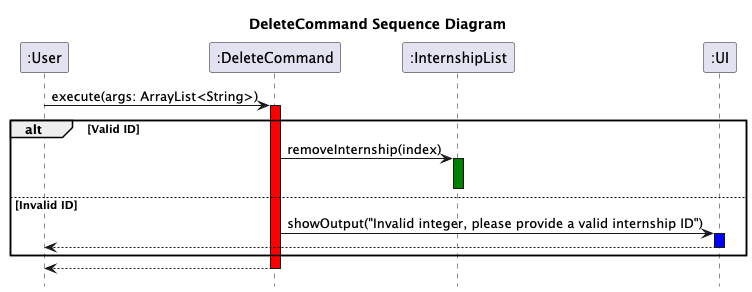 DeleteCommand Sequence Diagram
:User
:DeleteCommand
:InternshipList
:UI
execute(args: ArrayList<String>)
alt
[Valid ID]
removeInternship(index)
[Invalid ID]
showOutput("Invalid integer, please provide a valid internship ID")